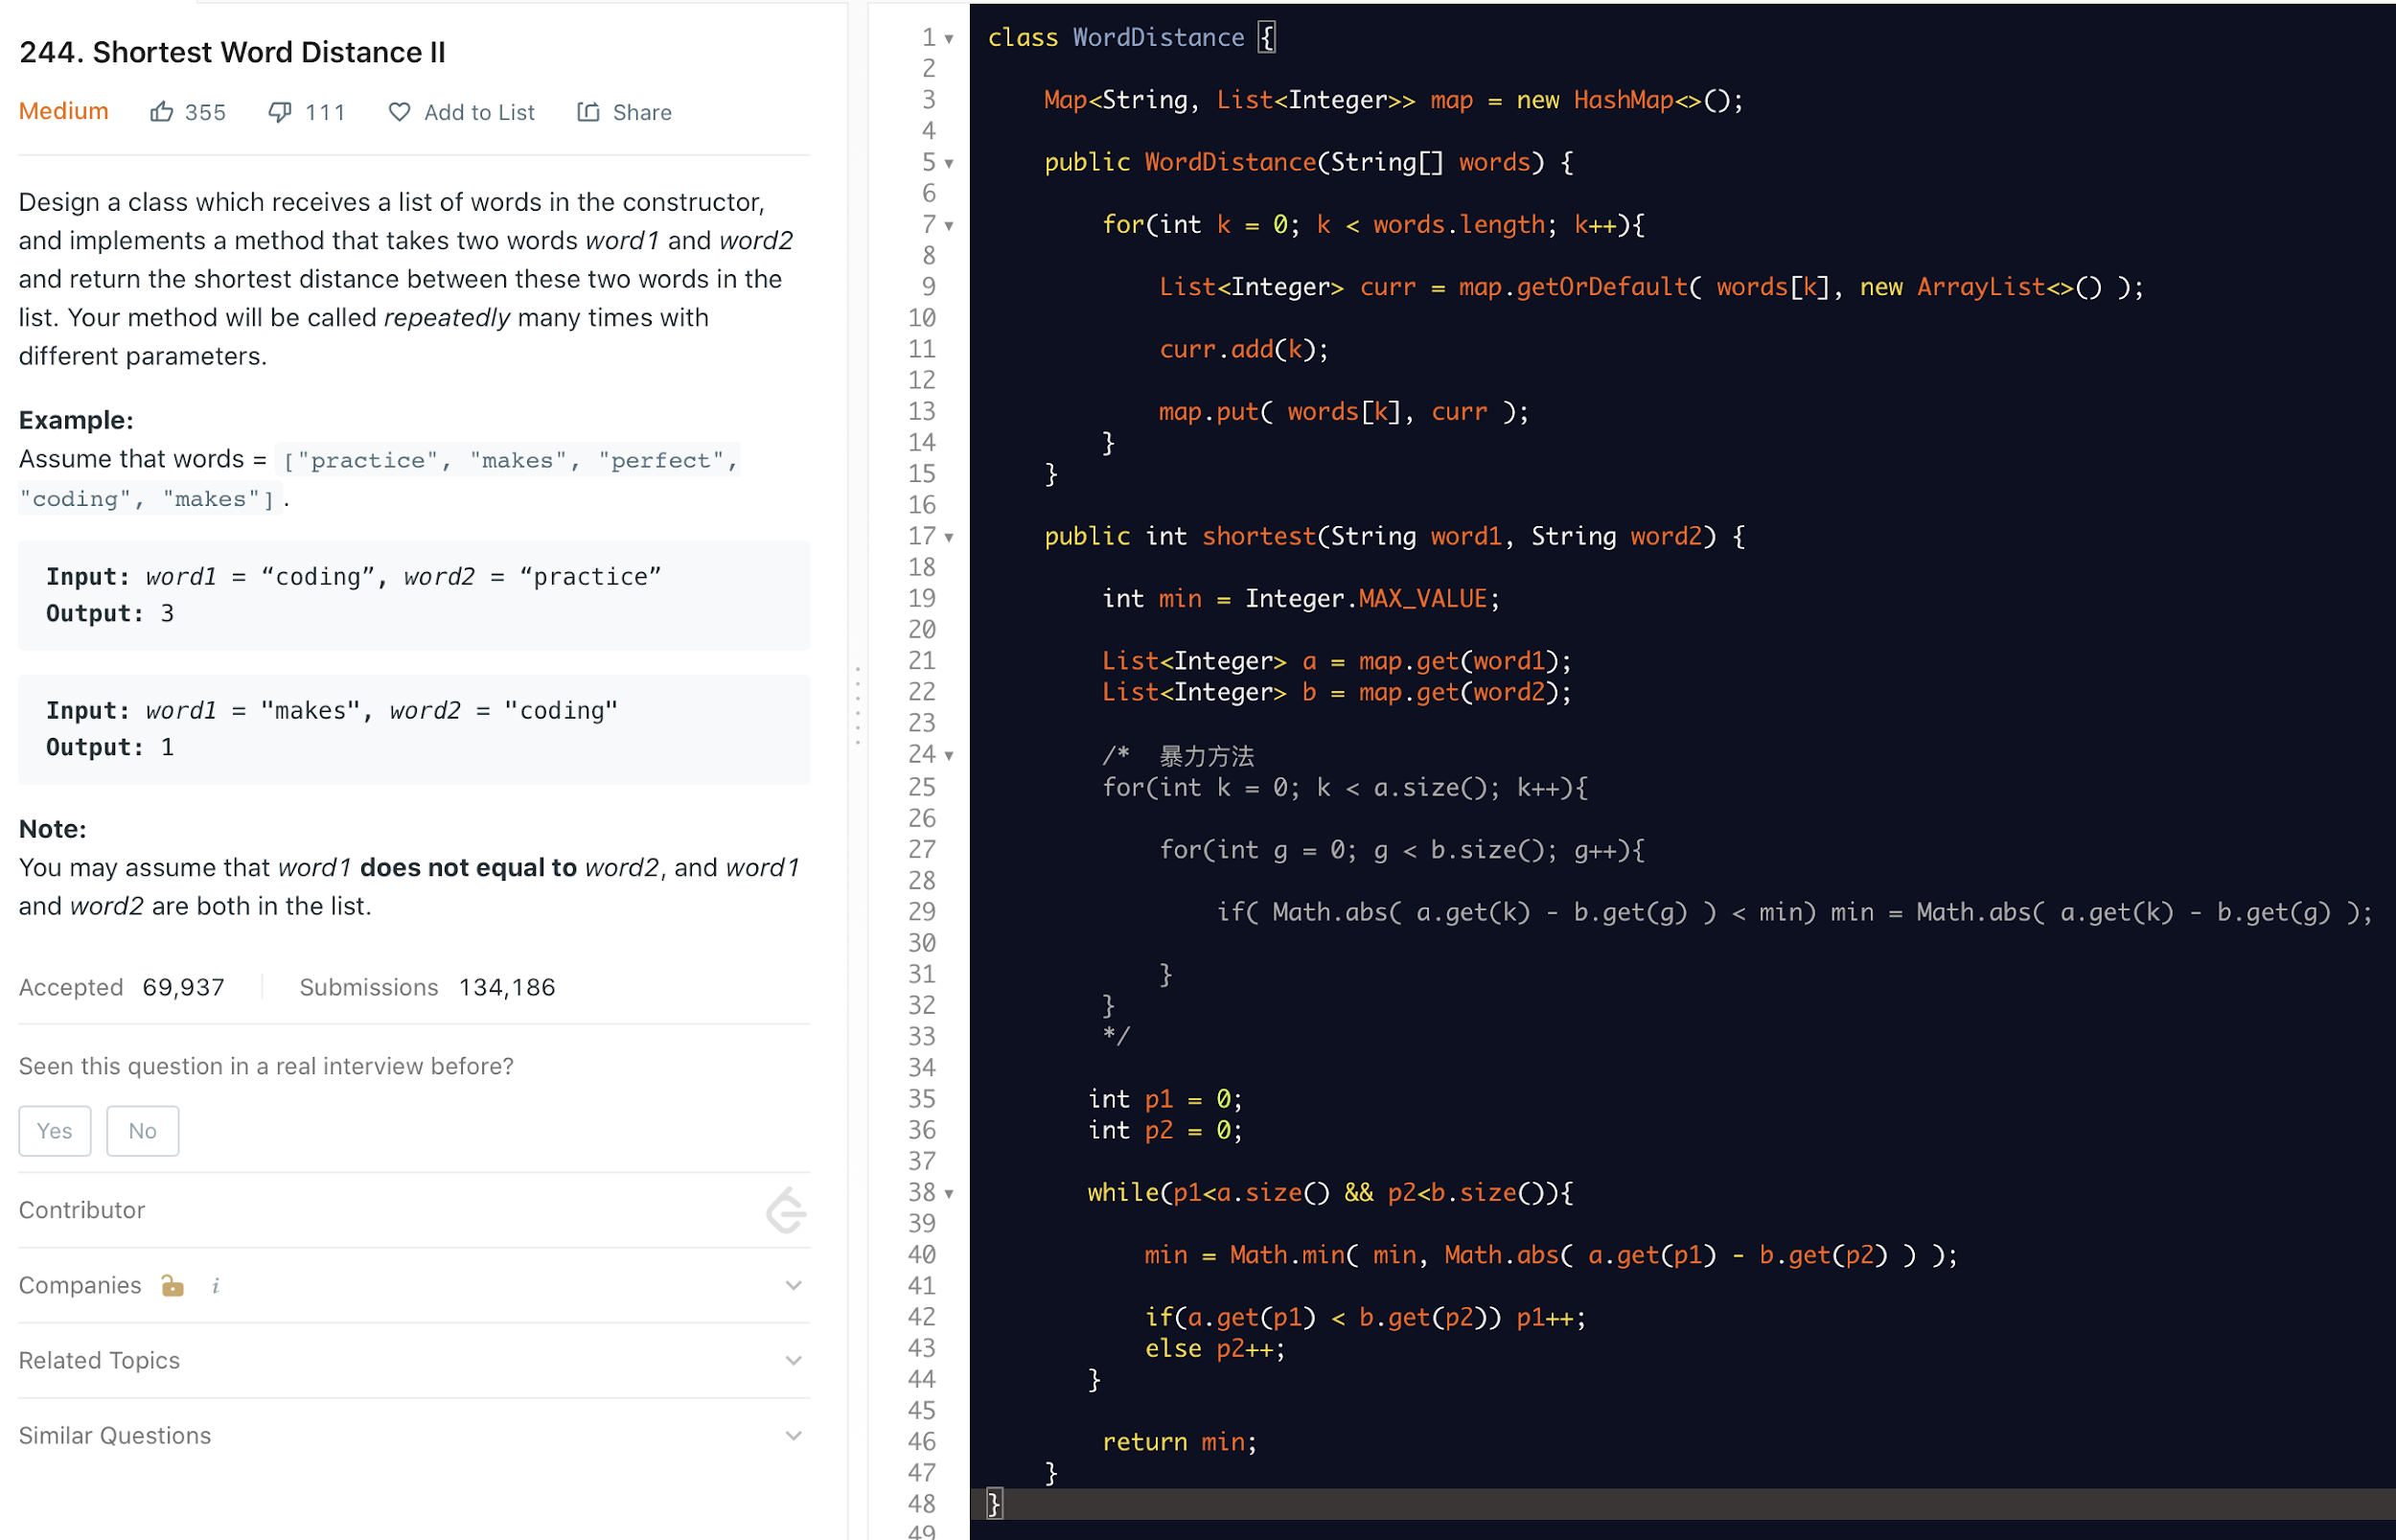 244. Shortest Word Distance II
Medium 355 111 Add to List Share
Design a class which receives a list of words in the constructor,
and implements a method that takes two words word1 and word2
and return the shortest distance between these two words in the
list. Your method will be called repeatedly many times with
different parameters.
Example:
Assume that words = ["practice", "makes", "perfect",
"coding", "makes"].
Input: word1 = “coding”, word2 = “practice”
Output: 3
Input: word1 = "makes", word2 = "coding"
Output: 1
Note:
You may assume that word1 does not equal to word2, and word1
and word2 are both in the list.
Accepted 69,937 Submissions 134,186
Seen this question in a real interview before?
Yes No
Contributor
Companies i
Related Topics
Similar Questions
1 class WordDistance {
2
3 Map<String, List<Integer>> map = new HashMap<>();
4
5 public WordDistance(String[] words) {
6
7 for(int k = 0; k < words.length; k++){
8
9 List<Integer> curr = map.getOrDefault( words[k], new ArrayList<>() );
10
11 curr.add(k);
12
13 map.put( words[k], curr );
14 }
15 }
16
17 public int shortest(String word1, String word2) {
18
19 int min = Integer.MAX_VALUE;
20
21 List<Integer> a = map.get(word1);
22 List<Integer> b = map.get(word2);
23
24 /* 暴力方法
25 for(int k = 0; k < a.size(); k++){
26
27 for(int g = 0; g < b.size(); g++){
28
29 if( Math.abs( a.get(k) - b.get(g) ) < min) min = Math.abs( a.get(k) - b.get(g) );
30
31 }
32 }
33 */
34
35 int p1 = 0;
36 int p2 = 0;
37
38 while(p1<a.size() && p2<b.size()){
39
40 min = Math.min( min, Math.abs( a.get(p1) - b.get(p2) ) );
41
42 if(a.get(p1) < b.get(p2)) p1++;
43 else p2++;
44 }
45
46 return min;
47 }
48 }
49